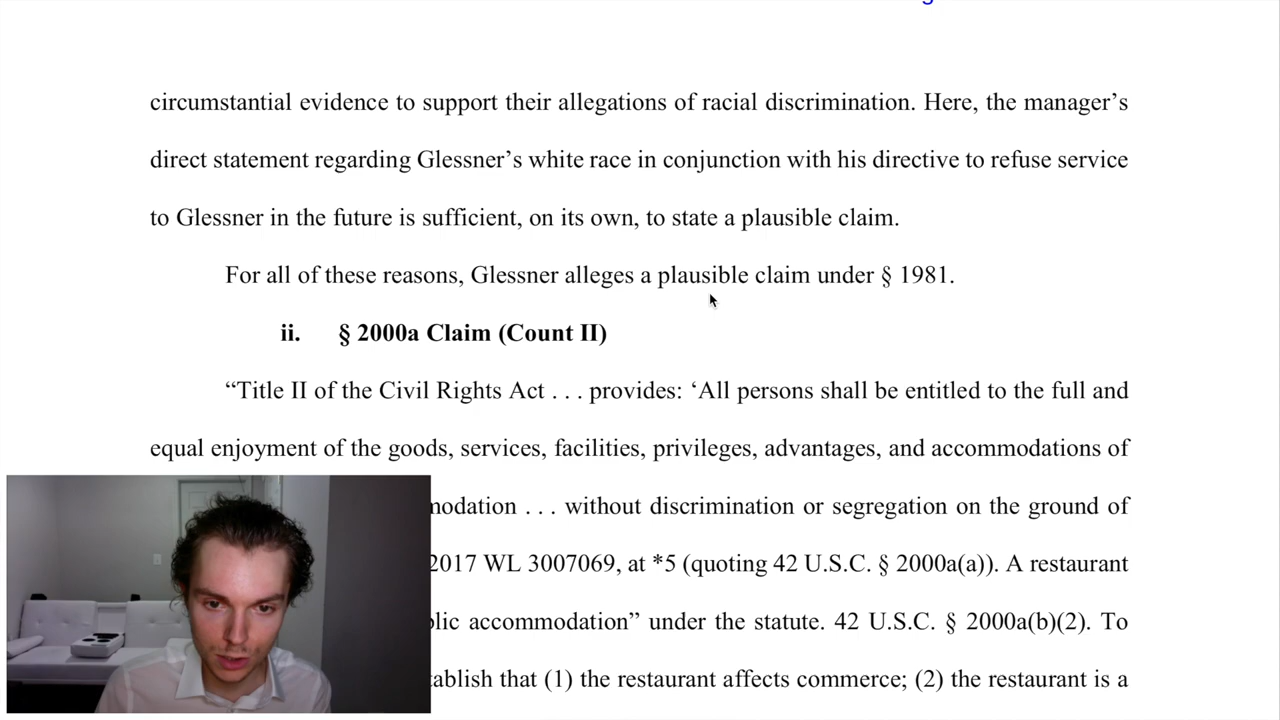 circumstantial evidence to support their allegations of racial discrimination. Here, the manager’s
direct statement regarding Glessner’s white race in conjunction with his directive to refuse service
to Glessner in the future is sufficient, on its own, to state a plausible claim.
For all of these reasons, Glessner alleges a plausible claim under § 1981.
ii. § 2000a Claim (Count II)
“Title II of the Civil Rights Act . . . provides: ‘All persons shall be entitled to the full and
equal enjoyment of the goods, services, facilities, privileges, advantages, and accommodations of
modation . . . without discrimination or segregation on the ground of
2017 WL 3007069, at *5 (quoting 42 U.S.C. § 2000a(a)). A restaurant
blic accommodation” under the statute. 42 U.S.C. § 2000a(b)(2). To
tablish that (1) the restaurant affects commerce; (2) the restaurant is a